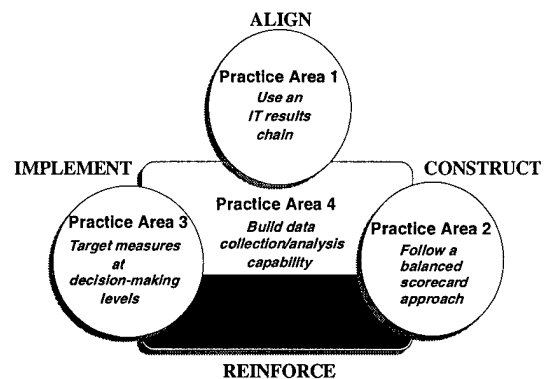 ALIGN
Practice Area 1
Use an
IT results
chain
IMPLEMENT
CONSTRUCT
Practice Area 4
Build data
collection/analysis
capability
Practice Area 3
Target measures
at
decision-making
levels
Practice Area 2
Follow a
balanced
scorecard
approach
REINFORCE